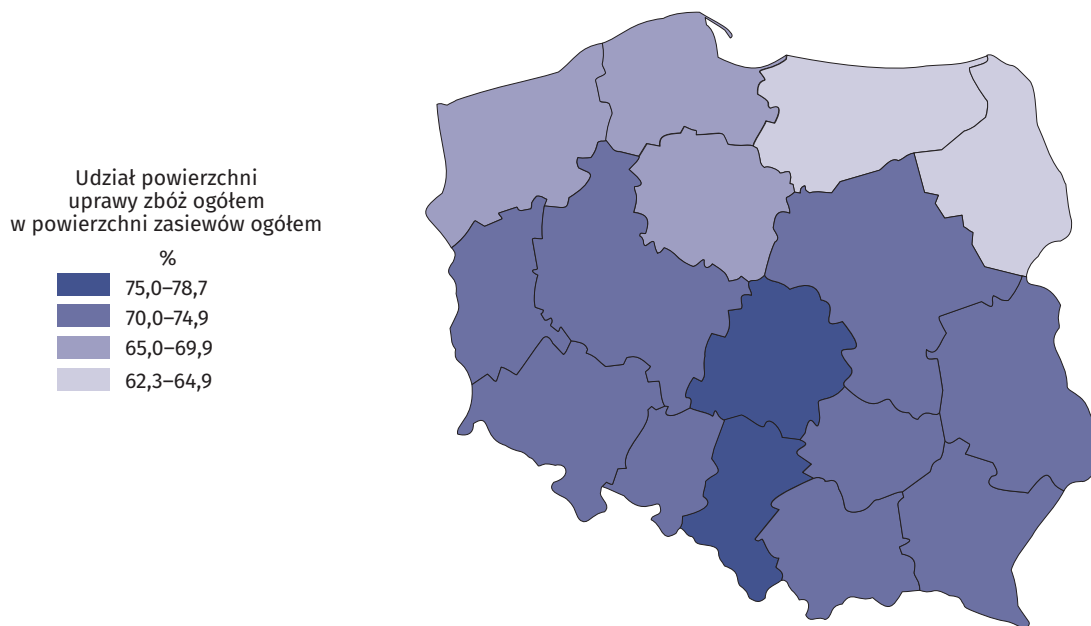 Udział powierzchni
uprawy zbóż ogółem
w powierzchni zasiewów ogółem
%
75,0–78,7
70,0–74,9
65,0–69,9
62,3–64,9